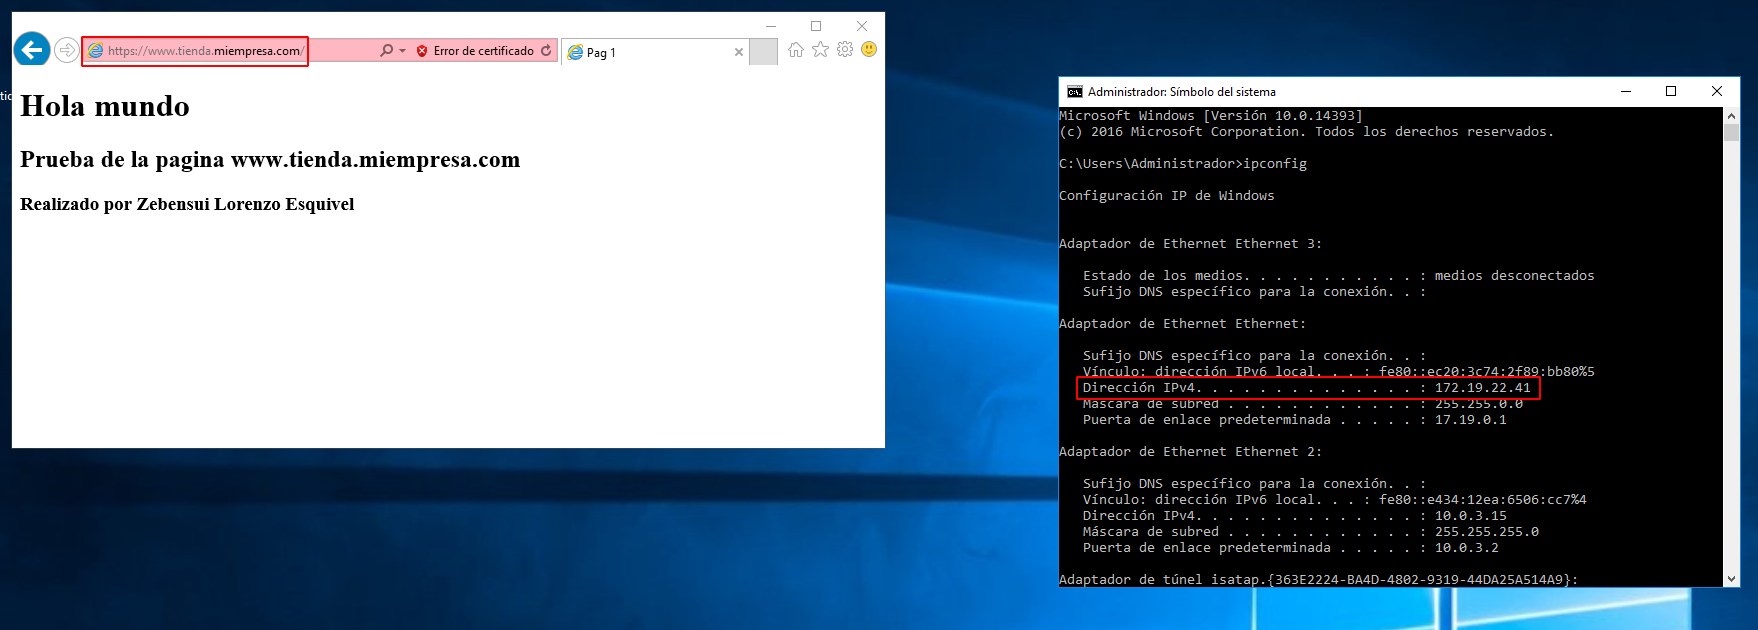 https://www.tienda.miempresa.com/
Error de certificado
Pag 1
Hola mundo
Prueba de la pagina www.tienda.miempresa.com
Realizado por Zebensui Lorenzo Esquivel
Administrador: Símbolo del sistema
Microsoft Windows [Versión 10.0.14393]
(c) 2016 Microsoft Corporation. Todos los derechos reservados.
C:\Users\Administrador>ipconfig
Configuración IP de Windows
Adaptador de Ethernet Ethernet 3:
Estado de los medios. . . . . . . . . . . : medios desconectados
Sufijo DNS específico para la conexión. . :
Adaptador de Ethernet Ethernet:
Sufijo DNS específico para la conexión. . :
Vínculo: dirección IPv6 local. . . : fe80::ec20:3c74:2f89:bb80%5
Dirección IPv4. . . . . . . . . . . . . . : 172.19.22.41
Máscara de subred . . . . . . . . . . . . : 255.255.0.0
Puerta de enlace predeterminada . . . . . : 17.19.0.1
Adaptador de Ethernet Ethernet 2:
Sufijo DNS específico para la conexión. . :
Vínculo: dirección IPv6 local. . . : fe80::e434:12ea:6506:cc7%4
Dirección IPv4. . . . . . . . . . . . . . : 10.0.3.15
Máscara de subred . . . . . . . . . . . . : 255.255.255.0
Puerta de enlace predeterminada . . . . . : 10.0.3.2
Adaptador de túnel isatap.{363E2224-BA4D-4802-9319-44DA25A514A9}: